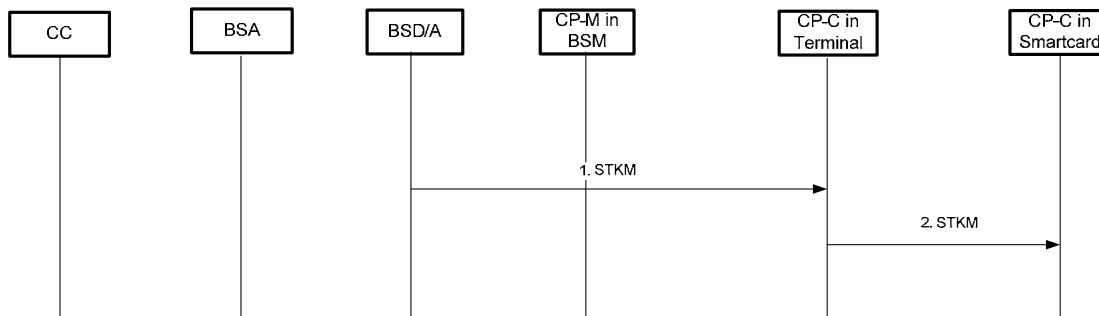 CC
BSA
BSD/A
CP-M in
BSM
CP-C in
Terminal
CP-C in
Smartcard
1. STKM
2. STKM